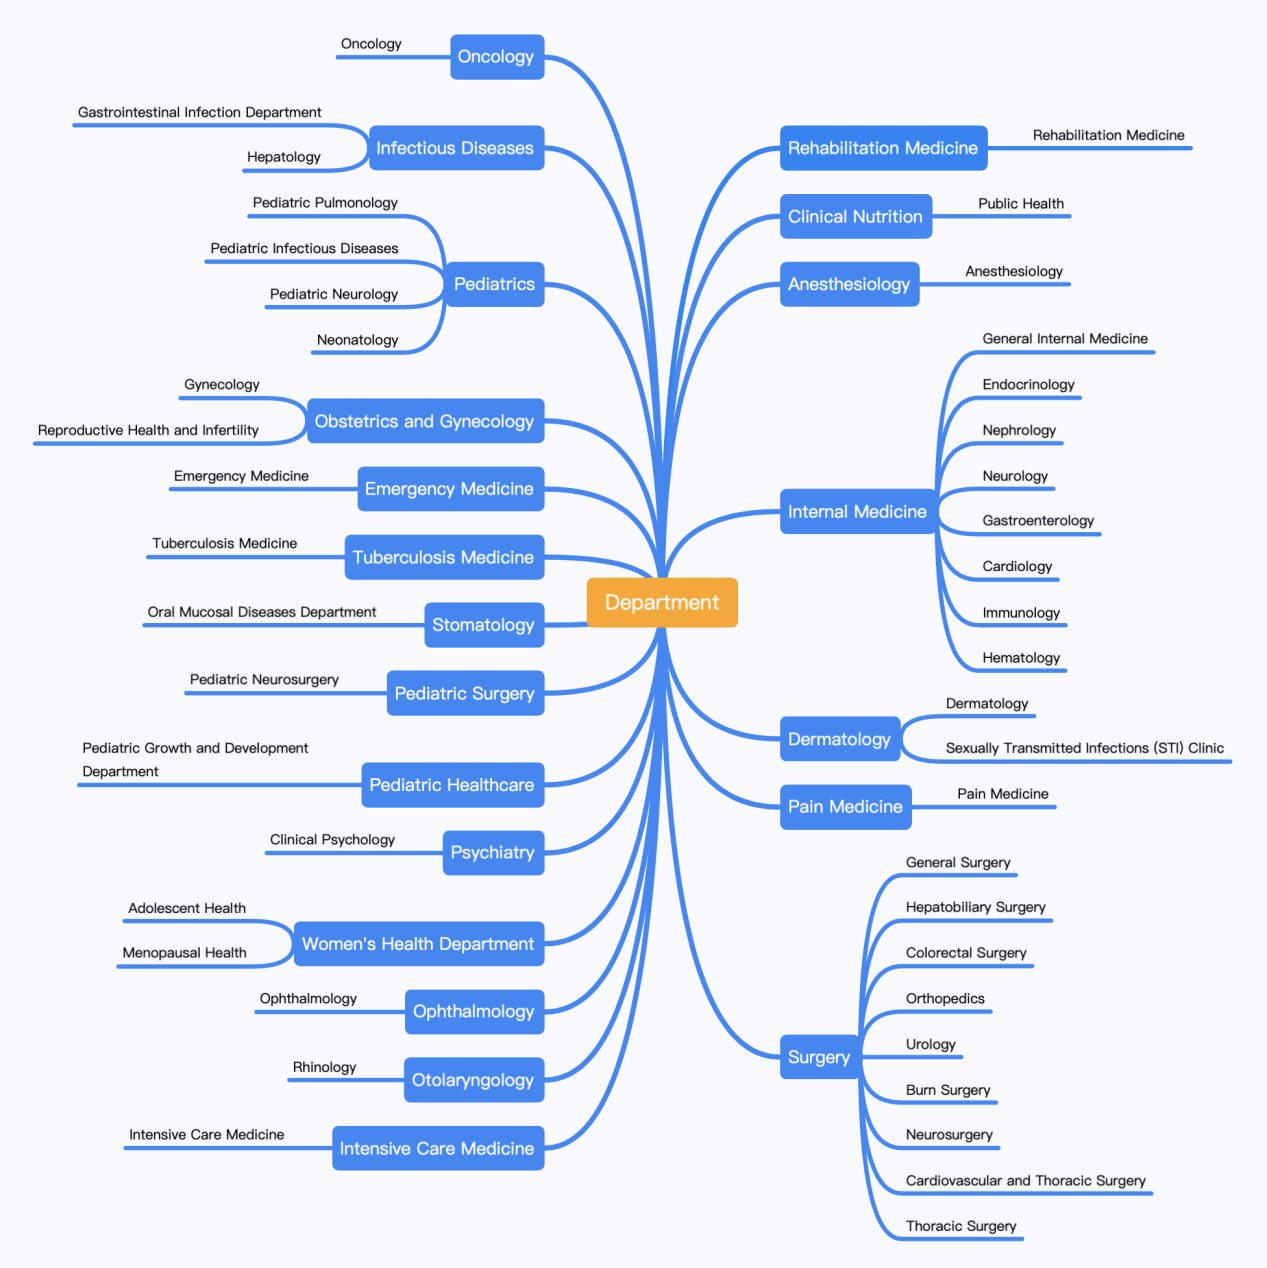 Department
Oncology
Oncology
Infectious Diseases
Gastrointestinal Infection Department
Hepatology
Pediatrics
Pediatric Pulmonology
Pediatric Infectious Diseases
Pediatric Neurology
Neonatology
Obstetrics and Gynecology
Gynecology
Reproductive Health and Infertility
Emergency Medicine
Emergency Medicine
Tuberculosis Medicine
Tuberculosis Medicine
Stomatology
Oral Mucosal Diseases Department
Pediatric Surgery
Pediatric Neurosurgery
Pediatric Healthcare
Pediatric Growth and Development
Department
Psychiatry
Clinical Psychology
Women's Health Department
Adolescent Health
Menopausal Health
Ophthalmology
Ophthalmology
Otolaryngology
Rhinology
Intensive Care Medicine
Intensive Care Medicine
Rehabilitation Medicine
Rehabilitation Medicine
Clinical Nutrition
Public Health
Anesthesiology
Anesthesiology
Internal Medicine
General Internal Medicine
Endocrinology
Nephrology
Neurology
Gastroenterology
Cardiology
Immunology
Hematology
Dermatology
Dermatology
Sexually Transmitted Infections (STI) Clinic
Pain Medicine
Pain Medicine
Surgery
General Surgery
Hepatobiliary Surgery
Colorectal Surgery
Orthopedics
Urology
Burn Surgery
Neurosurgery
Cardiovascular and Thoracic Surgery
Thoracic Surgery